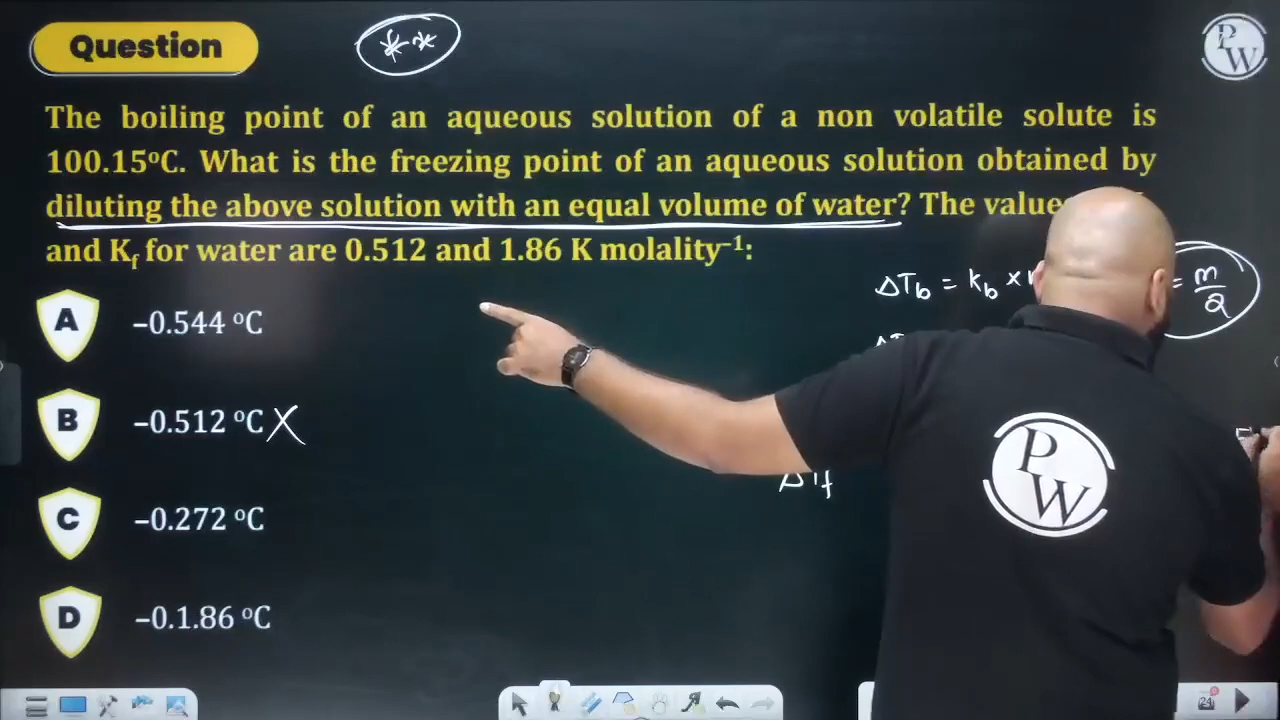 Question
**
PW
The boiling point of an aqueous solution of a non volatile solute is
100.15°C. What is the freezing point of an aqueous solution obtained by
diluting the above solution with an equal volume of water? The value
and Kf for water are 0.512 and 1.86 K molality⁻¹:
ΔTb = kb ×
= m/2
A –0.544 °C
B –0.512 °C X
C –0.272 °C
D –0.1.86 °C
ΔTf
PW
24